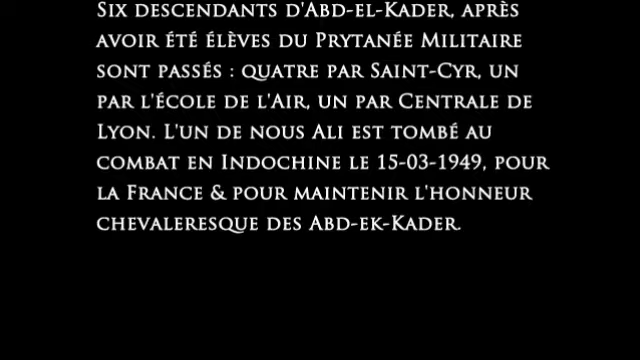 Six descendants d'Abd-el-Kader, après
avoir été élèves du Prytanée Militaire
sont passés : quatre par Saint-Cyr, un
par l'école de l'Air, un par Centrale de
Lyon. L'un de nous Ali est tombé au
combat en Indochine le 15-03-1949, pour
la France & pour maintenir l'honneur
chevaleresque des Abd-ek-Kader.